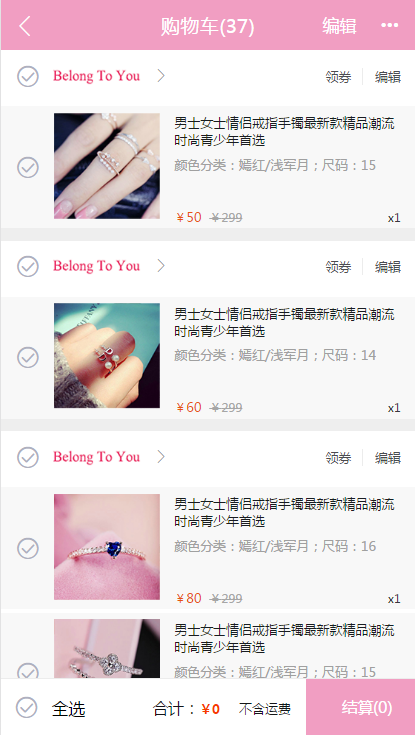 购物车(37) 编辑
Belong To You 领券 编辑
男士女士情侣戒指手镯最新款精品潮流
时尚青少年首选
颜色分类：嫣红/浅军月；尺码：15
￥50 ￥299 x1
Belong To You 领券 编辑
男士女士情侣戒指手镯最新款精品潮流
时尚青少年首选
颜色分类：嫣红/浅军月；尺码：14
￥60 ￥299 x1
Belong To You 领券 编辑
男士女士情侣戒指手镯最新款精品潮流
时尚青少年首选
颜色分类：嫣红/浅军月；尺码：16
￥80 ￥299 x1
男士女士情侣戒指手镯最新款精品潮流
时尚青少年首选
颜色分类：嫣红/浅军月；尺码：15
全选 合计：￥0 不含运费 结算(0)